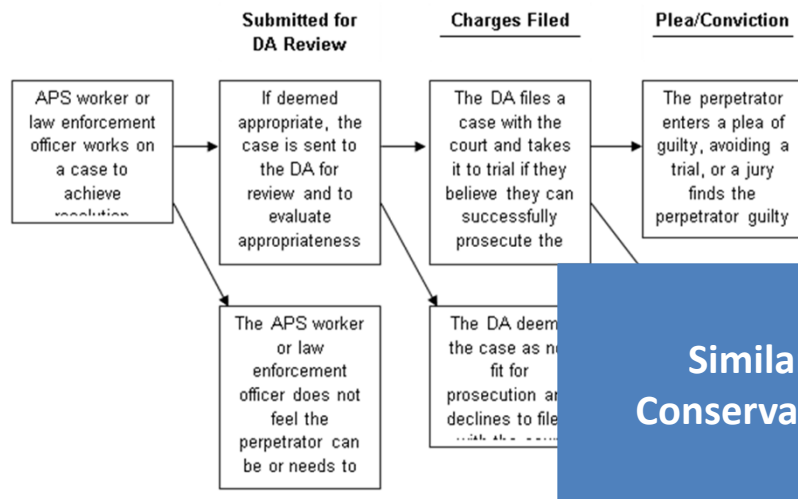 Submitted for
DA Review
Charges Filed
Plea/Conviction
APS worker or
law enforcement
officer works on
a case to
achieve
resolution
If deemed
appropriate, the
case is sent to
the DA for
review and to
evaluate
appropriateness
The DA files a
case with the
court and takes
it to trial if they
believe they can
successfully
prosecute the
The perpetrator
enters a plea of
guilty, avoiding a
trial, or a jury
finds the
perpetrator guilty
The APS worker
or law
enforcement
officer does not
feel the
perpetrator can
be or needs to
The DA deem
the case as no
fit for
prosecution an
declines to file
with the cour
Simila
Conserva